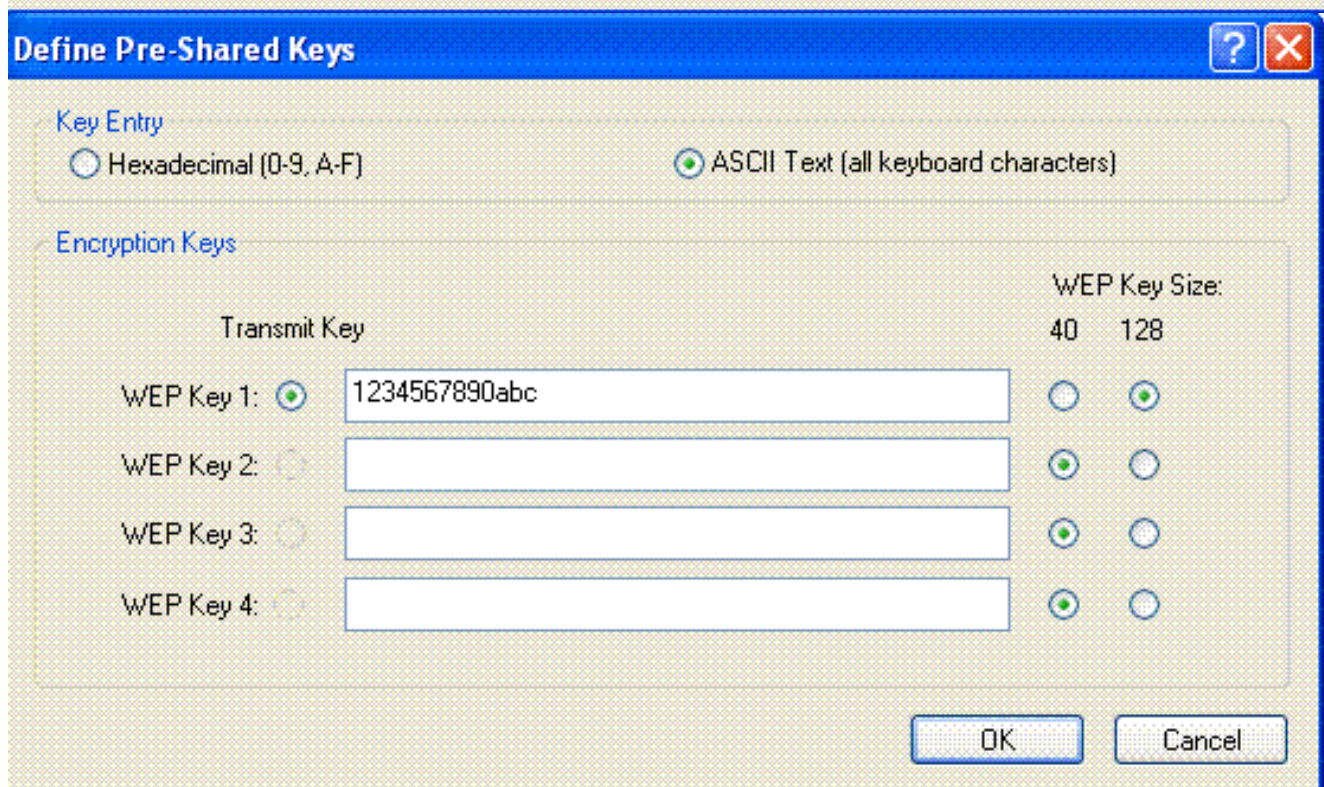 Define Pre-Shared Keys
Key Entry
Hexadecimal (0-9, A-F) ASCII Text (all keyboard characters)
Encryption Keys
WEP Key Size:
Transmit Key 40 128
WEP Key 1: 1234567890abc
WEP Key 2:
WEP Key 3:
WEP Key 4:
OK Cancel